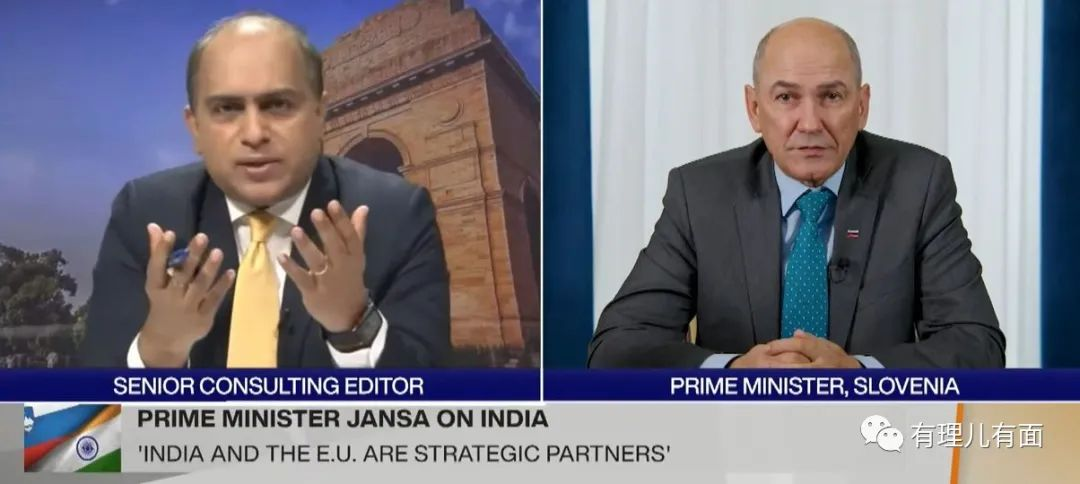 SENIOR CONSULTING EDITOR
PRIME MINISTER, SLOVENIA
PRIME MINISTER JANSA ON INDIA
'INDIA AND THE E.U. ARE STRATEGIC PARTNERS'
有理儿有面